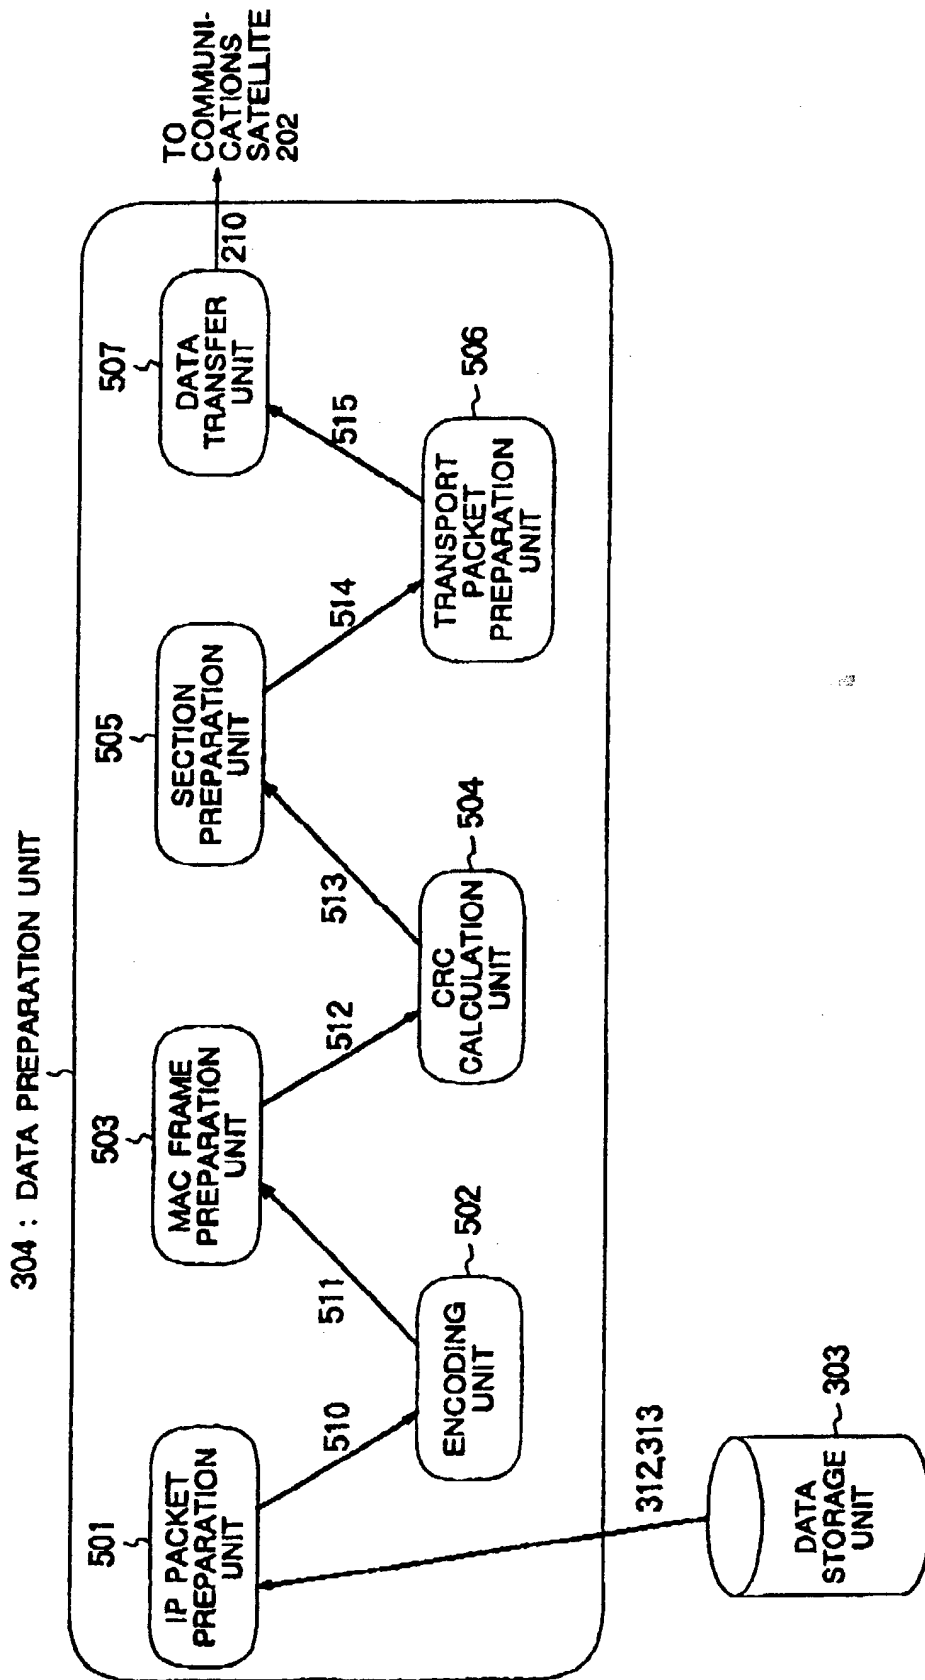 304 : DATA PREPARATION UNIT
501
IP PACKET
PREPARATION
UNIT
503
MAC FRAME
PREPARATION
UNIT
505
SECTION
PREPARATION
UNIT
507
DATA
TRANSFER
UNIT
210
TO
COMMUNI-
CATIONS
SATELLITE
202
510
511
512
513
514
515
ENCODING
UNIT
502
CRC
CALCULATION
UNIT
504
TRANSPORT
PACKET
PREPARATION
UNIT
506
312,313
DATA
STORAGE
UNIT
303